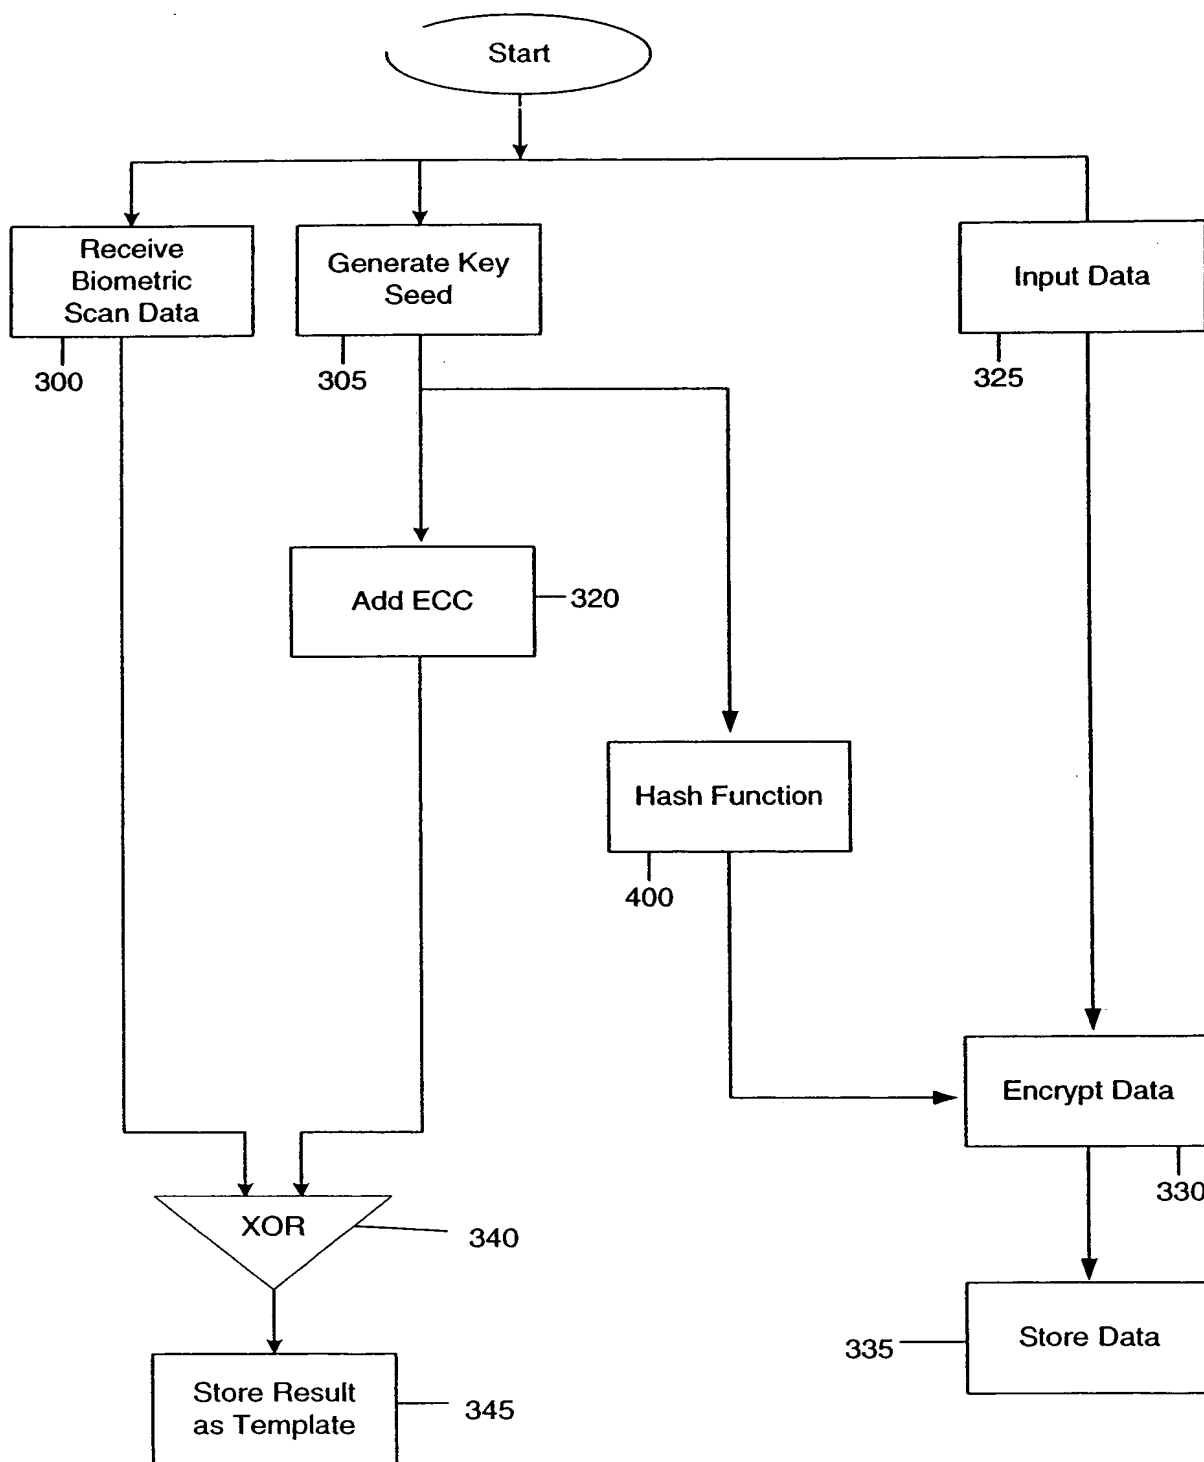 Start
Receive
Biometric
Scan Data
300
Generate Key
Seed
305
Input Data
325
Add ECC
320
Hash Function
400
Encrypt Data
330
XOR
340
Store Data
335
Store Result
as Template
345